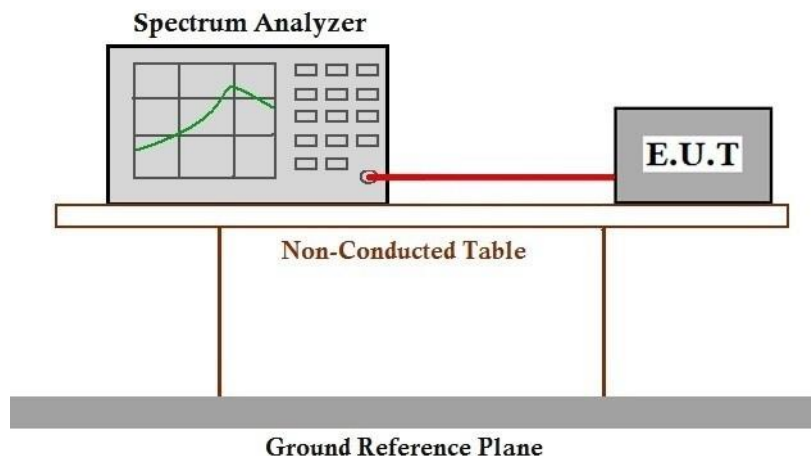 Spectrum Analyzer
E.U.T
Non-Conducted Table
Ground Reference Plane